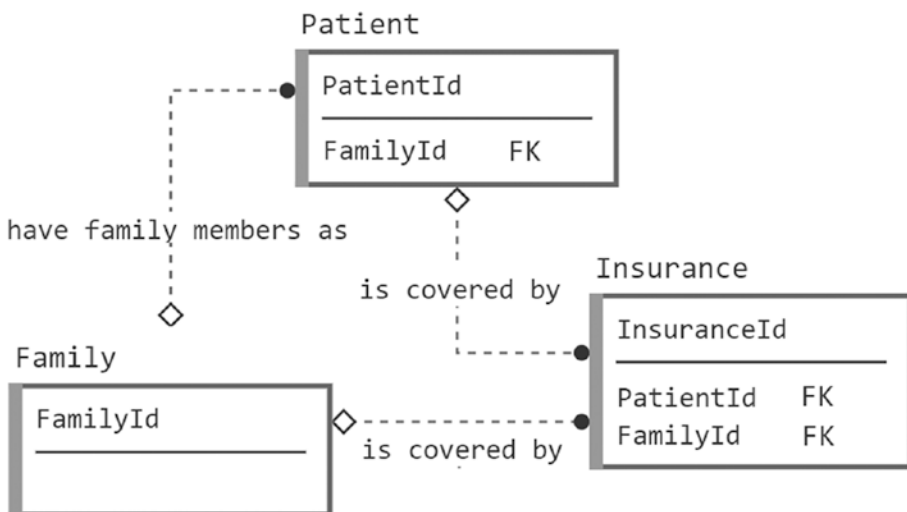 Patient
PatientId
FamilyId FK
have family members as
is covered by
Insurance
InsuranceId
PatientId FK
FamilyId FK
Family
FamilyId
is covered by